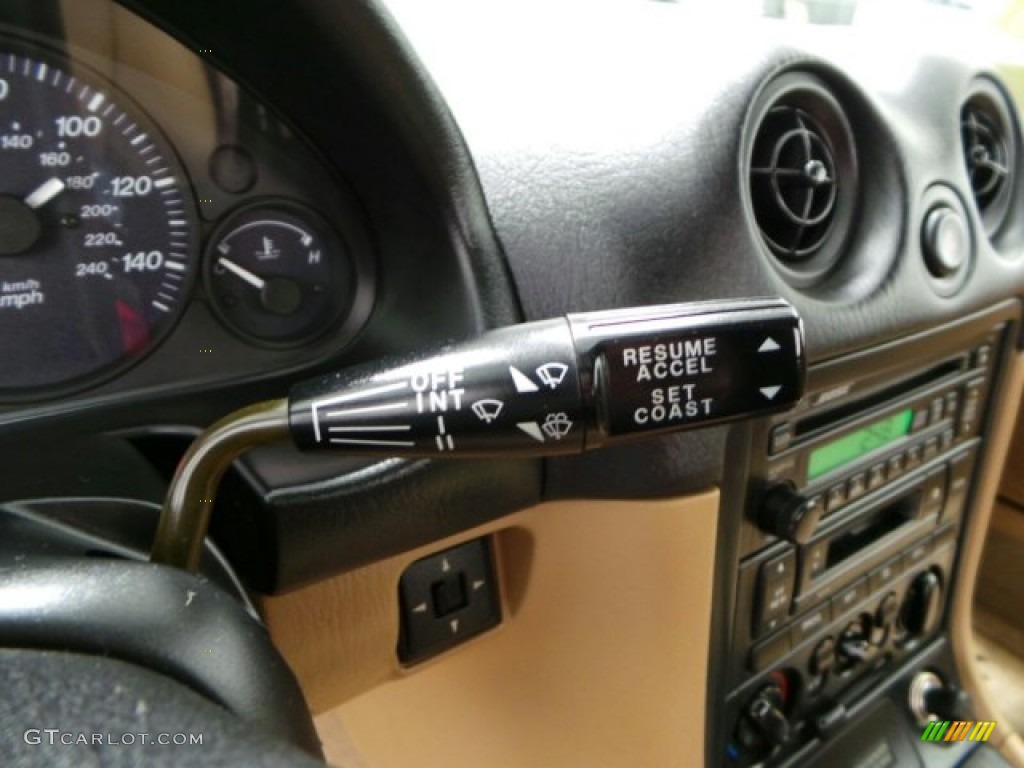 100
140
160
180
120
200
220
240
140
km/h
mph
H
OFF
INT
I
II
RESUME
ACCEL
SET
COAST
GTCARLOT.COM